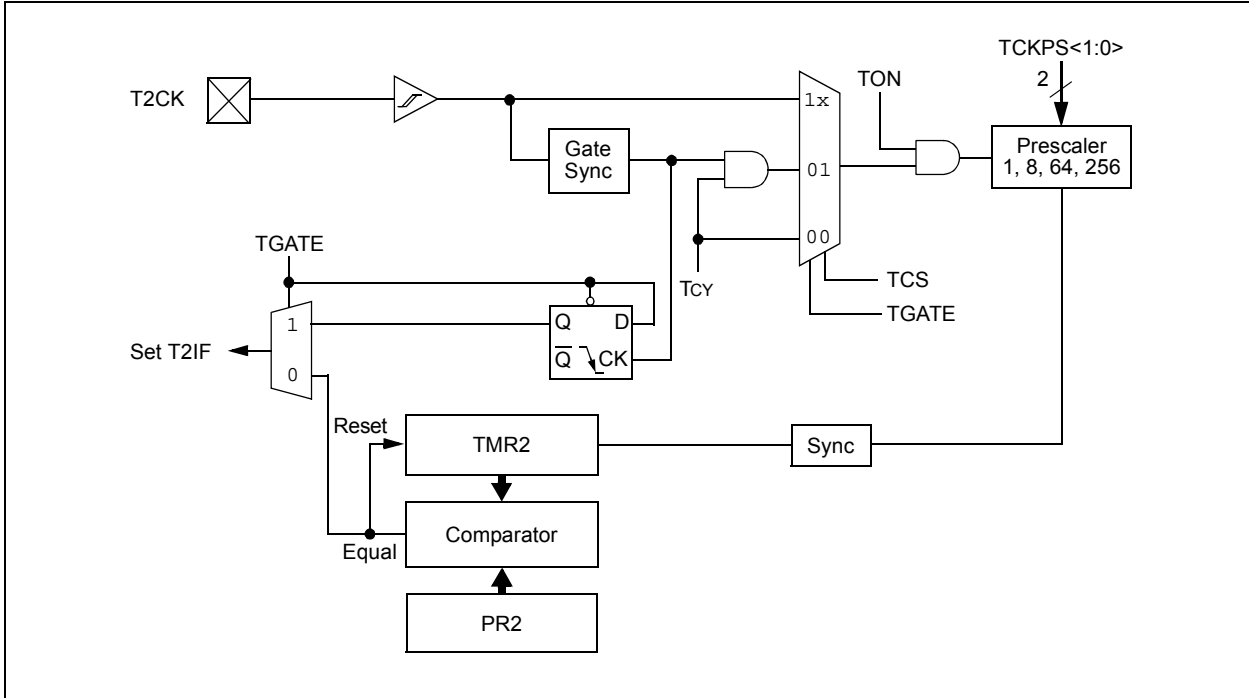 TCKPS<1:0>
2
TON
T2CK
1x
Gate
Sync
Prescaler
1, 8, 64, 256
01
00
TGATE
TCY
TCS
TGATE
1
Q
D
Set T2IF
Q
CK
0
Reset
TMR2
Sync
Comparator
Equal
PR2